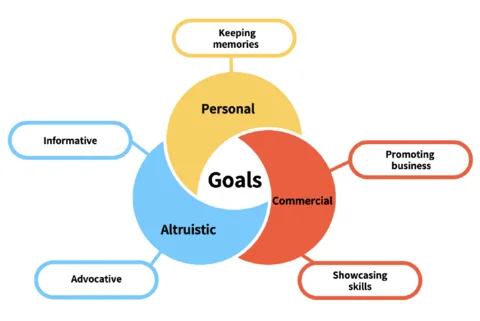 Keeping
memories
Personal
Informative
Promoting
business
Goals
Commercial
Altruistic
Advocative
Showcasing
skills